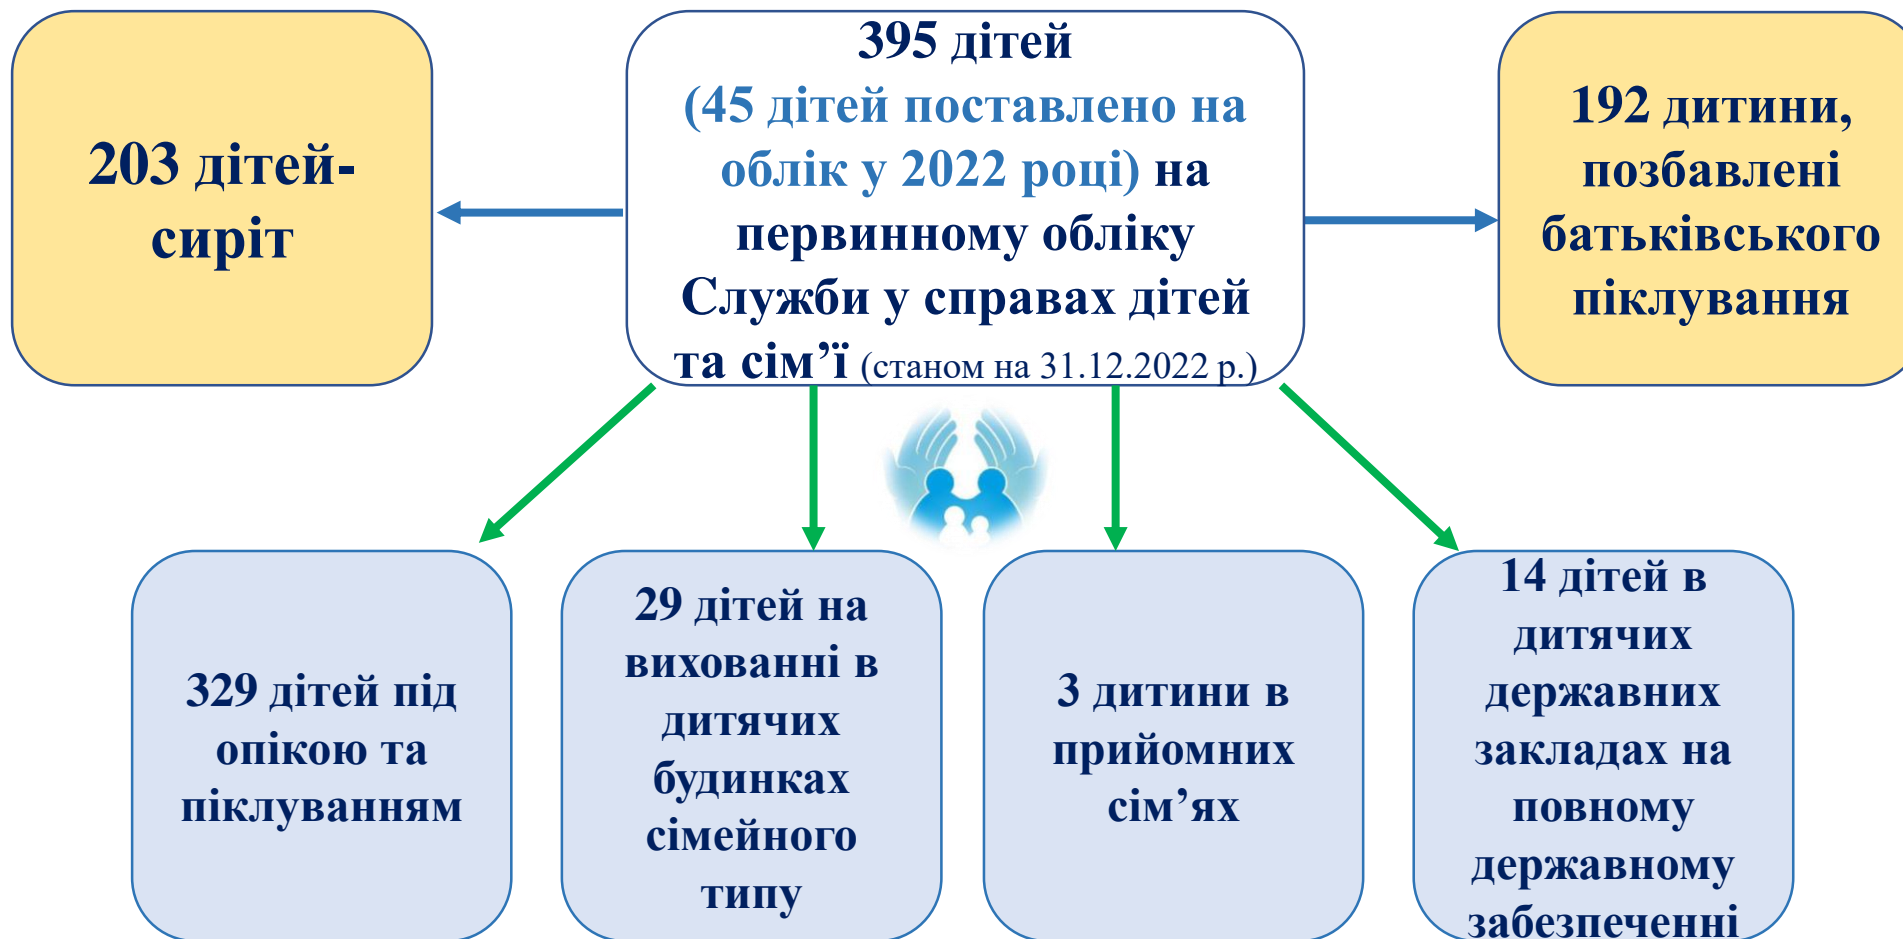 203 дітей-
сиріт
395 дітей
(45 дітей поставлено на
облік у 2022 році) на
первинному обліку
Служби у справах дітей
та сім’ї (станом на 31.12.2022 р.)
192 дитини,
позбавлені
батьківського
піклування
329 дітей під
опікою та
піклуванням
29 дітей на
вихованні в
дитячих
будинках
сімейного
типу
3 дитини в
прийомних
сім’ях
14 дітей в
дитячих
державних
закладах на
повному
державному
забезпеченні